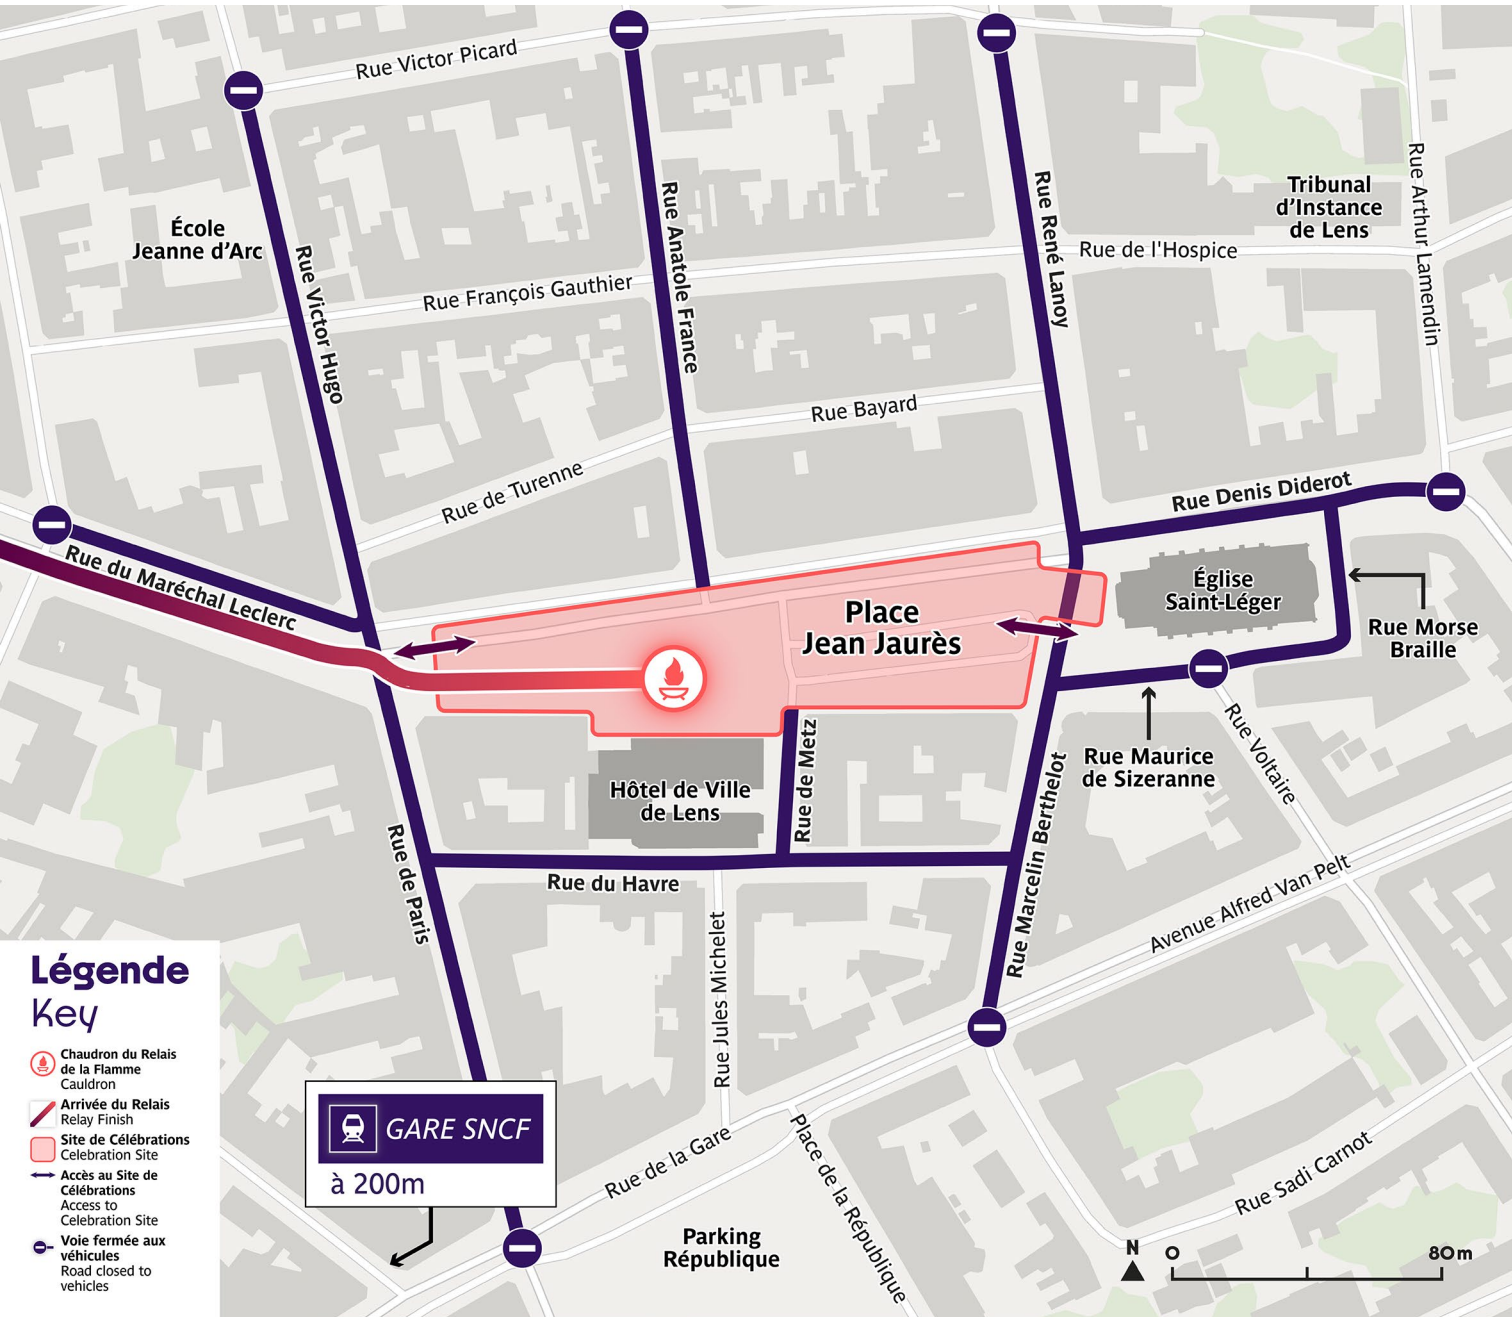 Rue Victor Picard
Rue Arthur Lamendin
Tribunal
d'Instance
de Lens
École
Jeanne d'Arc
Rue Victor Hugo
Rue Anatole France
Rue René Lanoy
Rue de l'Hospice
Rue François Gauthier
Rue Bayard
Rue de Turenne
Rue Denis Diderot
Rue du Maréchal Leclerc
Église
Saint-Léger
Place
Jean Jaurès
Rue Morse
Braille
Rue Maurice
de Sizeranne
Rue Voltaire
Rue de Metz
Hôtel de Ville
de Lens
Rue Marcelin Berthelot
Rue de Paris
Rue du Havre
Avenue Alfred Van Pelt
Rue Jules Michelet
Légende
Key
Chaudron du Relais
de la Flamme
Cauldron
Arrivée du Relais
Relay Finish
Site de Célébrations
Celebration Site
Accès au Site de
Célébrations
Access to
Celebration Site
Voie fermée aux
véhicules
Road closed to
vehicles
GARE SNCF
à 200m
Rue de la Gare
Place de la République
Parking
République
Rue Sadi Carnot
N
0
80m